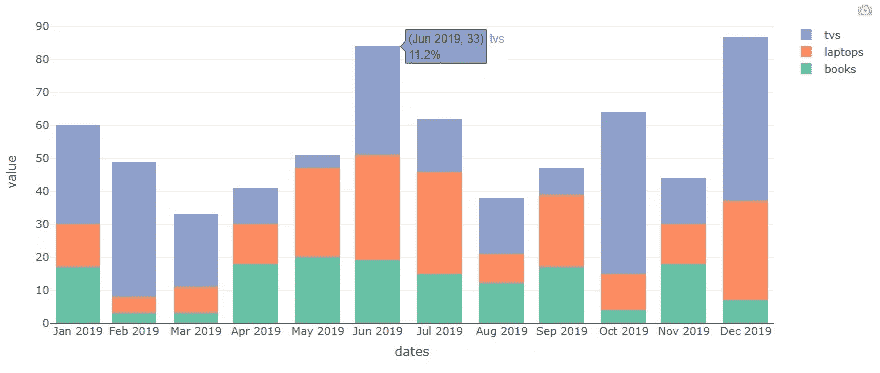 90
80
70
60
50
40
30
20
10
0
value
(Jun 2019, 33) tvs
11.2%
tvs
laptops
books
Jan 2019 Feb 2019 Mar 2019 Apr 2019 May 2019 Jun 2019 Jul 2019 Aug 2019 Sep 2019 Oct 2019 Nov 2019 Dec 2019
dates